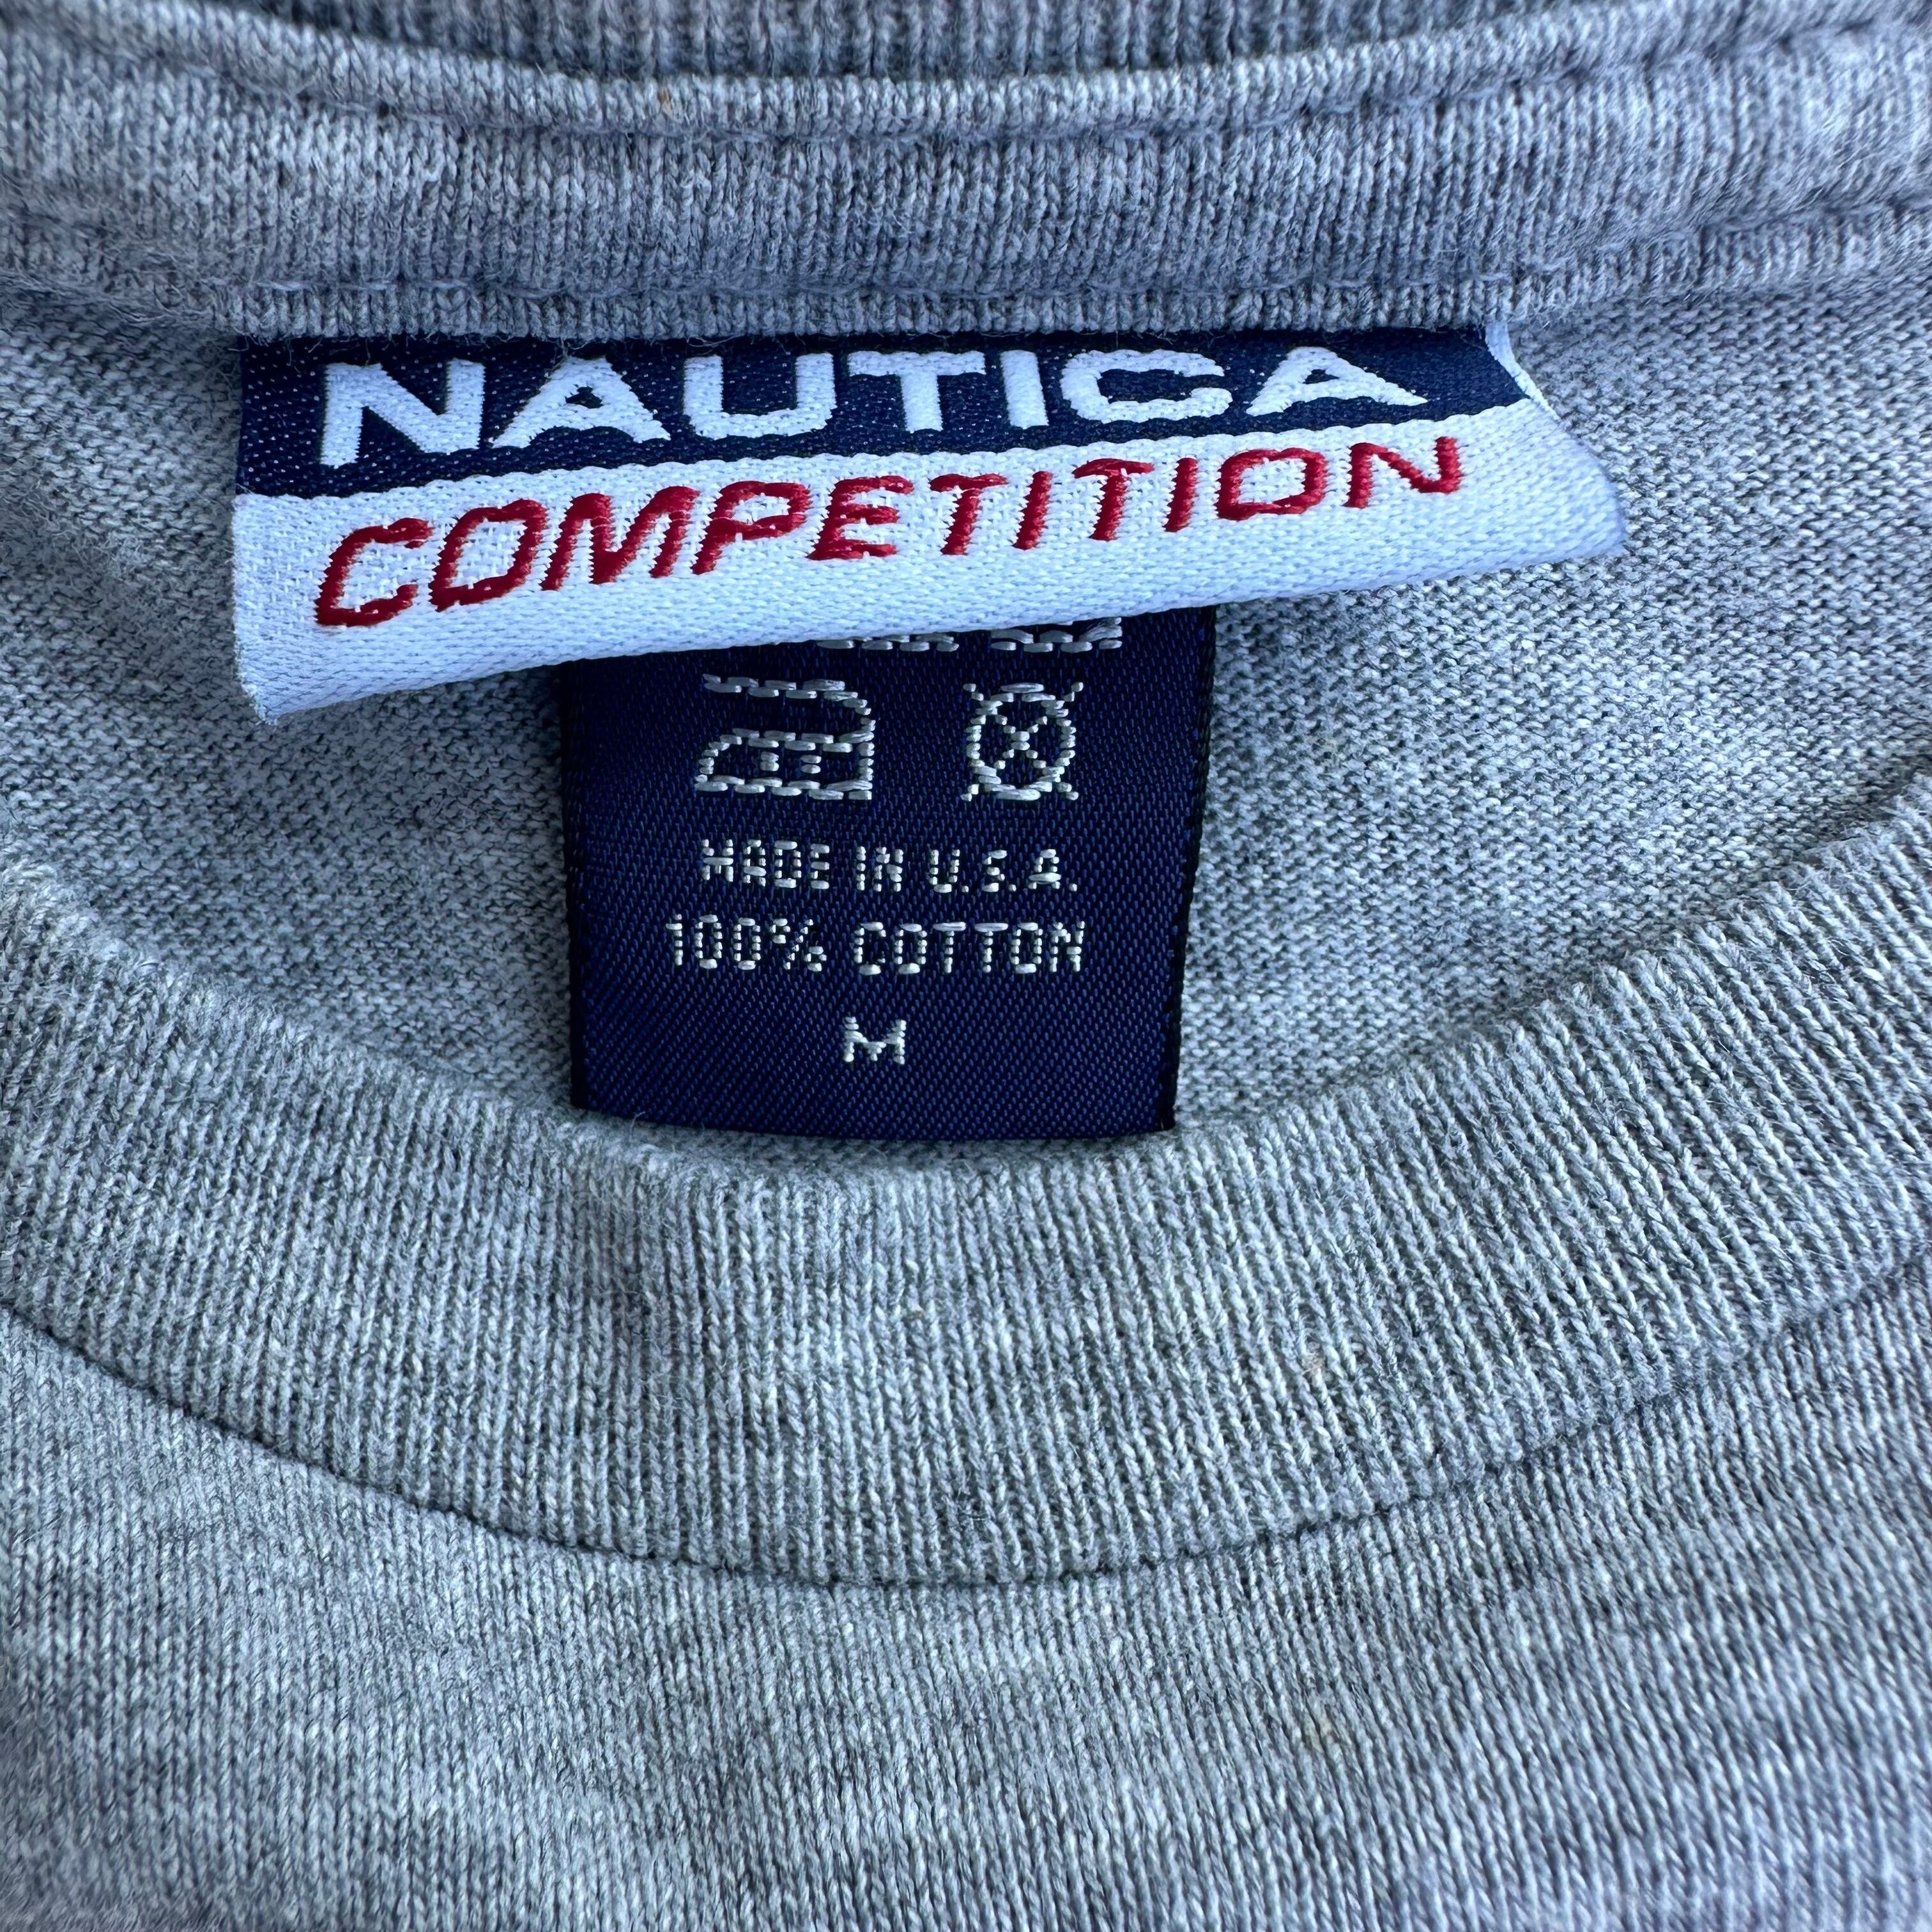 NAUTICA
COMPETITION
MADE IN U.S.A.
100% COTTON
M